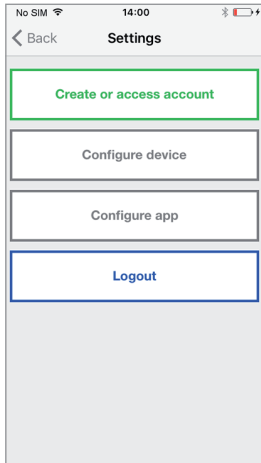 No SIM 14:00
Back Settings
Create or access account
Configure device
Configure app
Logout